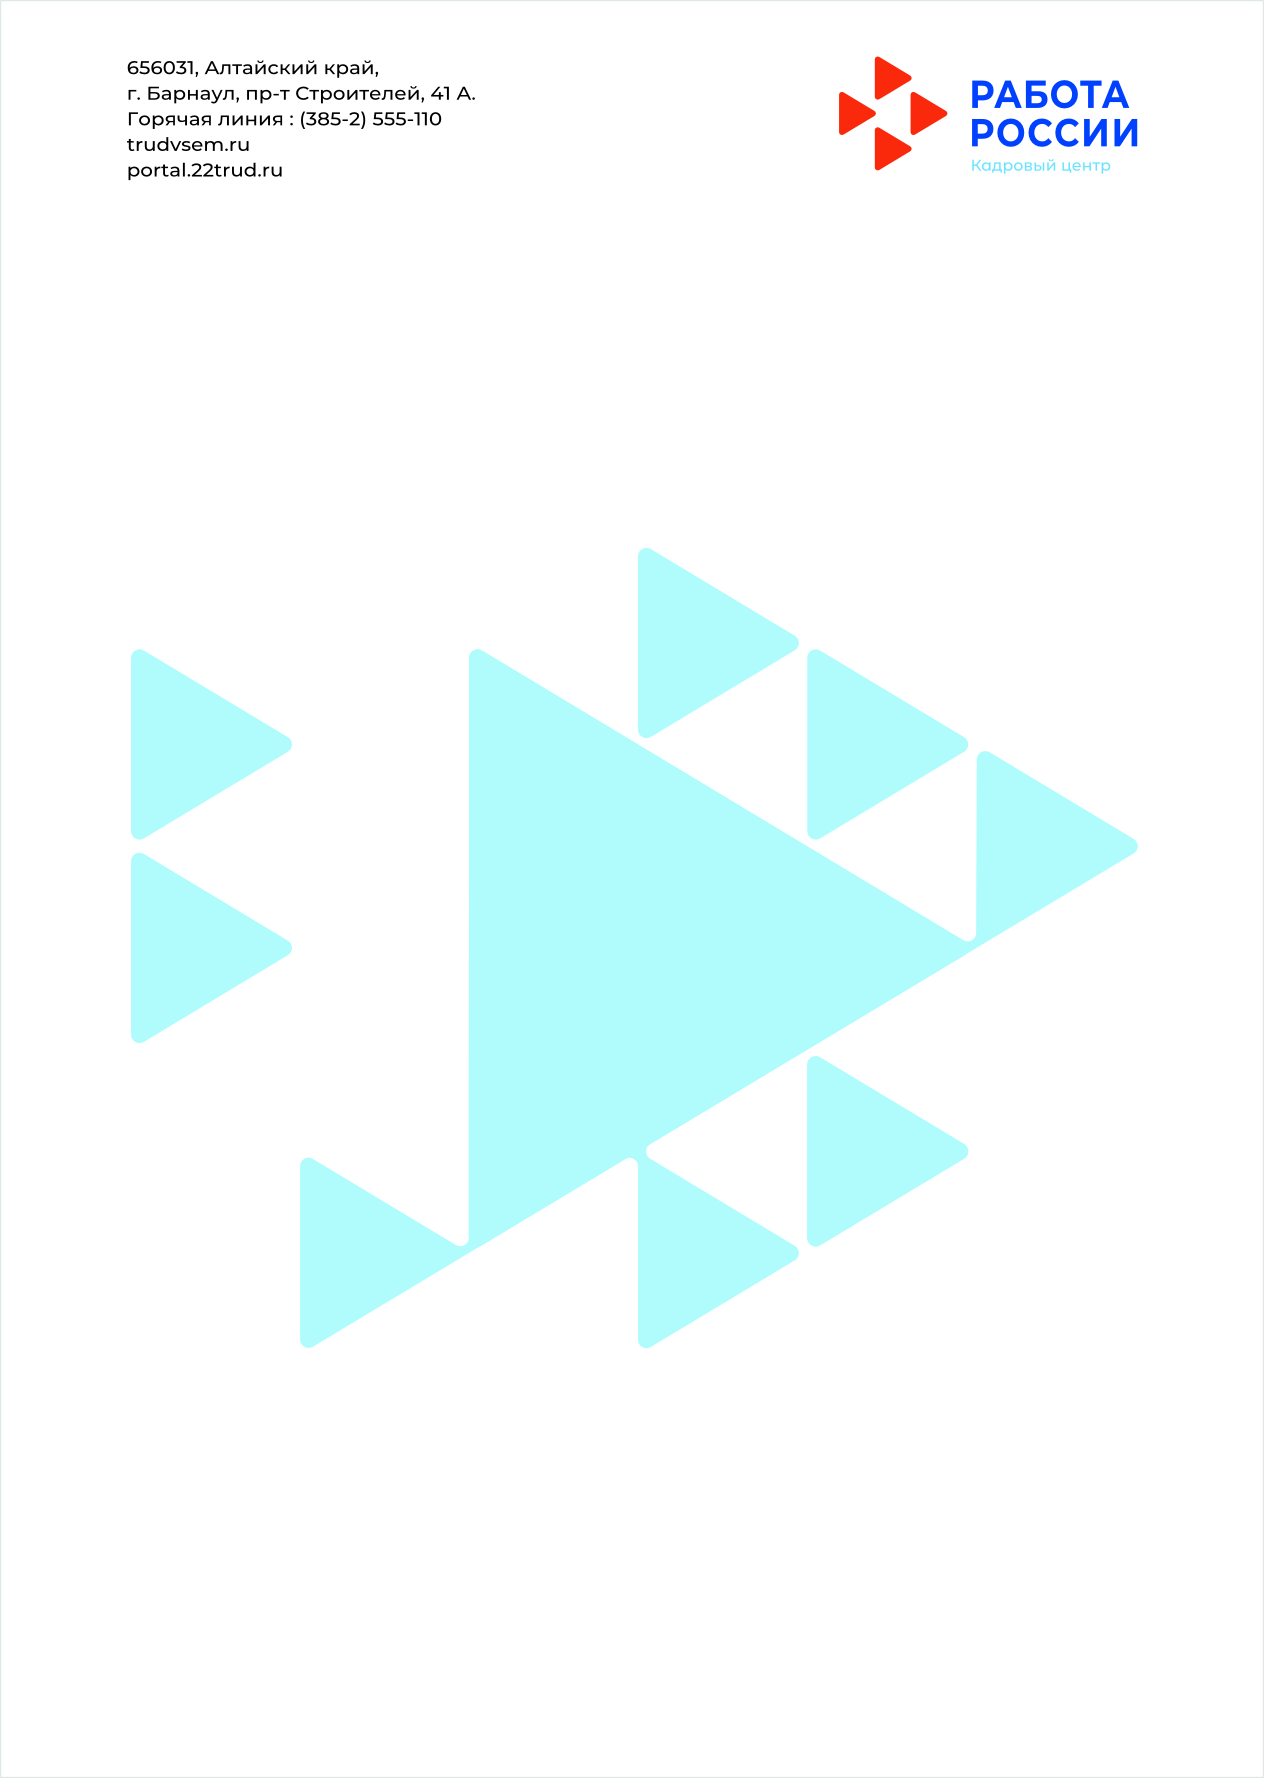 656031, Алтайский край,
г. Барнаул, пр-т Строителей, 41 А.
Горячая линия : (385-2) 555-110
trudvsem.ru
portal.22trud.ru
РАБОТА
РОССИИ
Кадровый центр